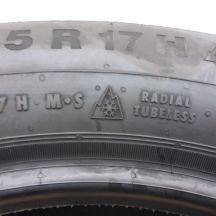 5 R 17 H
7 H · M·S RADIAL
TUBELESS